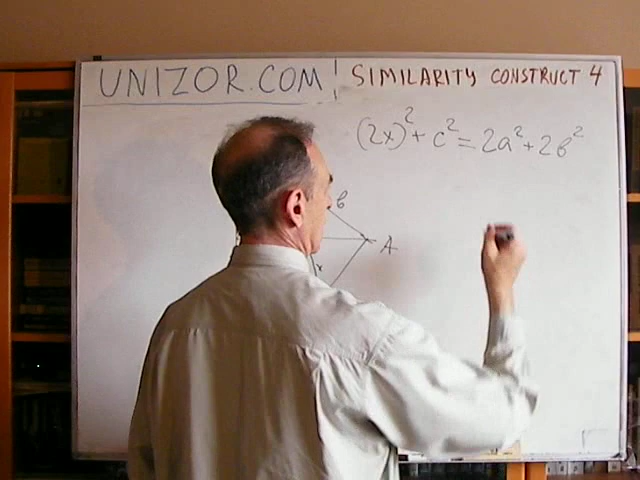 UNIZOR.COM
SIMILARITY CONSTRUCT 4
(2x)² + c² = 2a² + 2b²
b
A
x